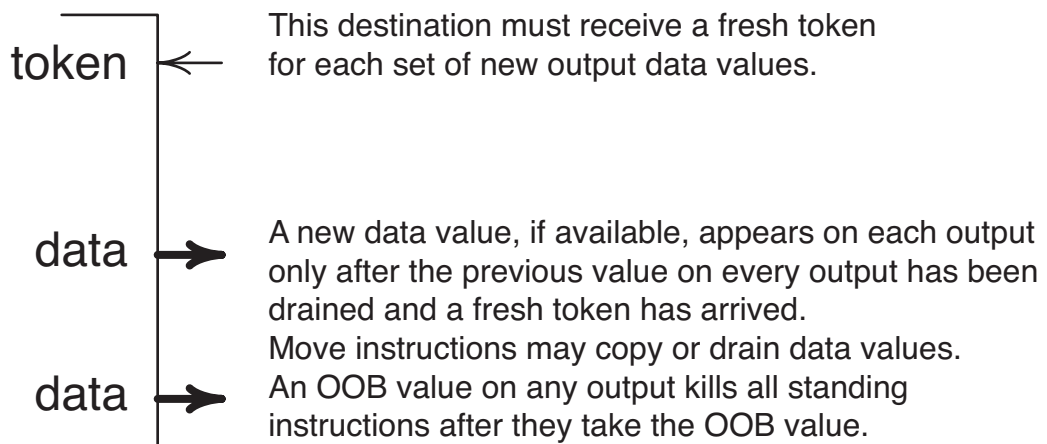 This destination must receive a fresh token
token
for each set of new output data values.
A new data value, if available, appears on each output
data
only after the previous value on every output has been
drained and a fresh token has arrived.
Move instructions may copy or drain data values.
data
An OOB value on any output kills all standing
instructions after they take the OOB value.